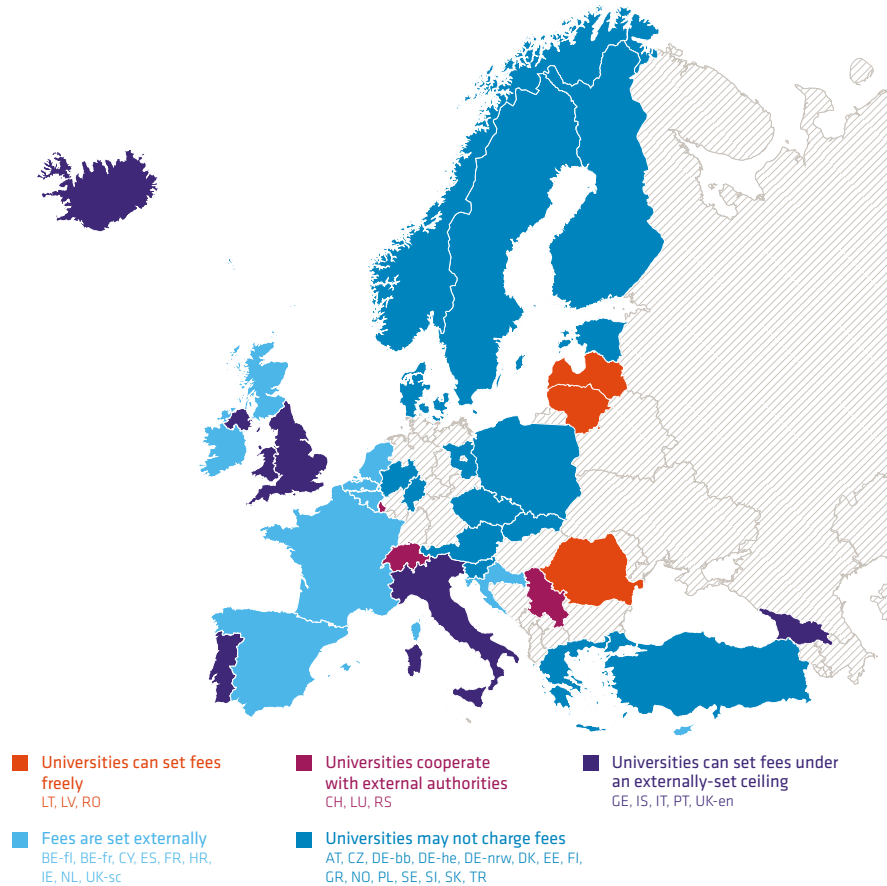 Universities can set fees
freely
LT, LV, RO
Universities cooperate
with external authorities
CH, LU, RS
Universities can set fees under
an externally-set ceiling
GE, IS, IT, PT, UK-en
Fees are set externally
BE-fl, BE-fr, CY, ES, FR, HR,
IE, NL, UK-sc
Universities may not charge fees
AT, CZ, DE-bb, DE-he, DE-nrw, DK, EE, FI,
GR, NO, PL, SE, SI, SK, TR